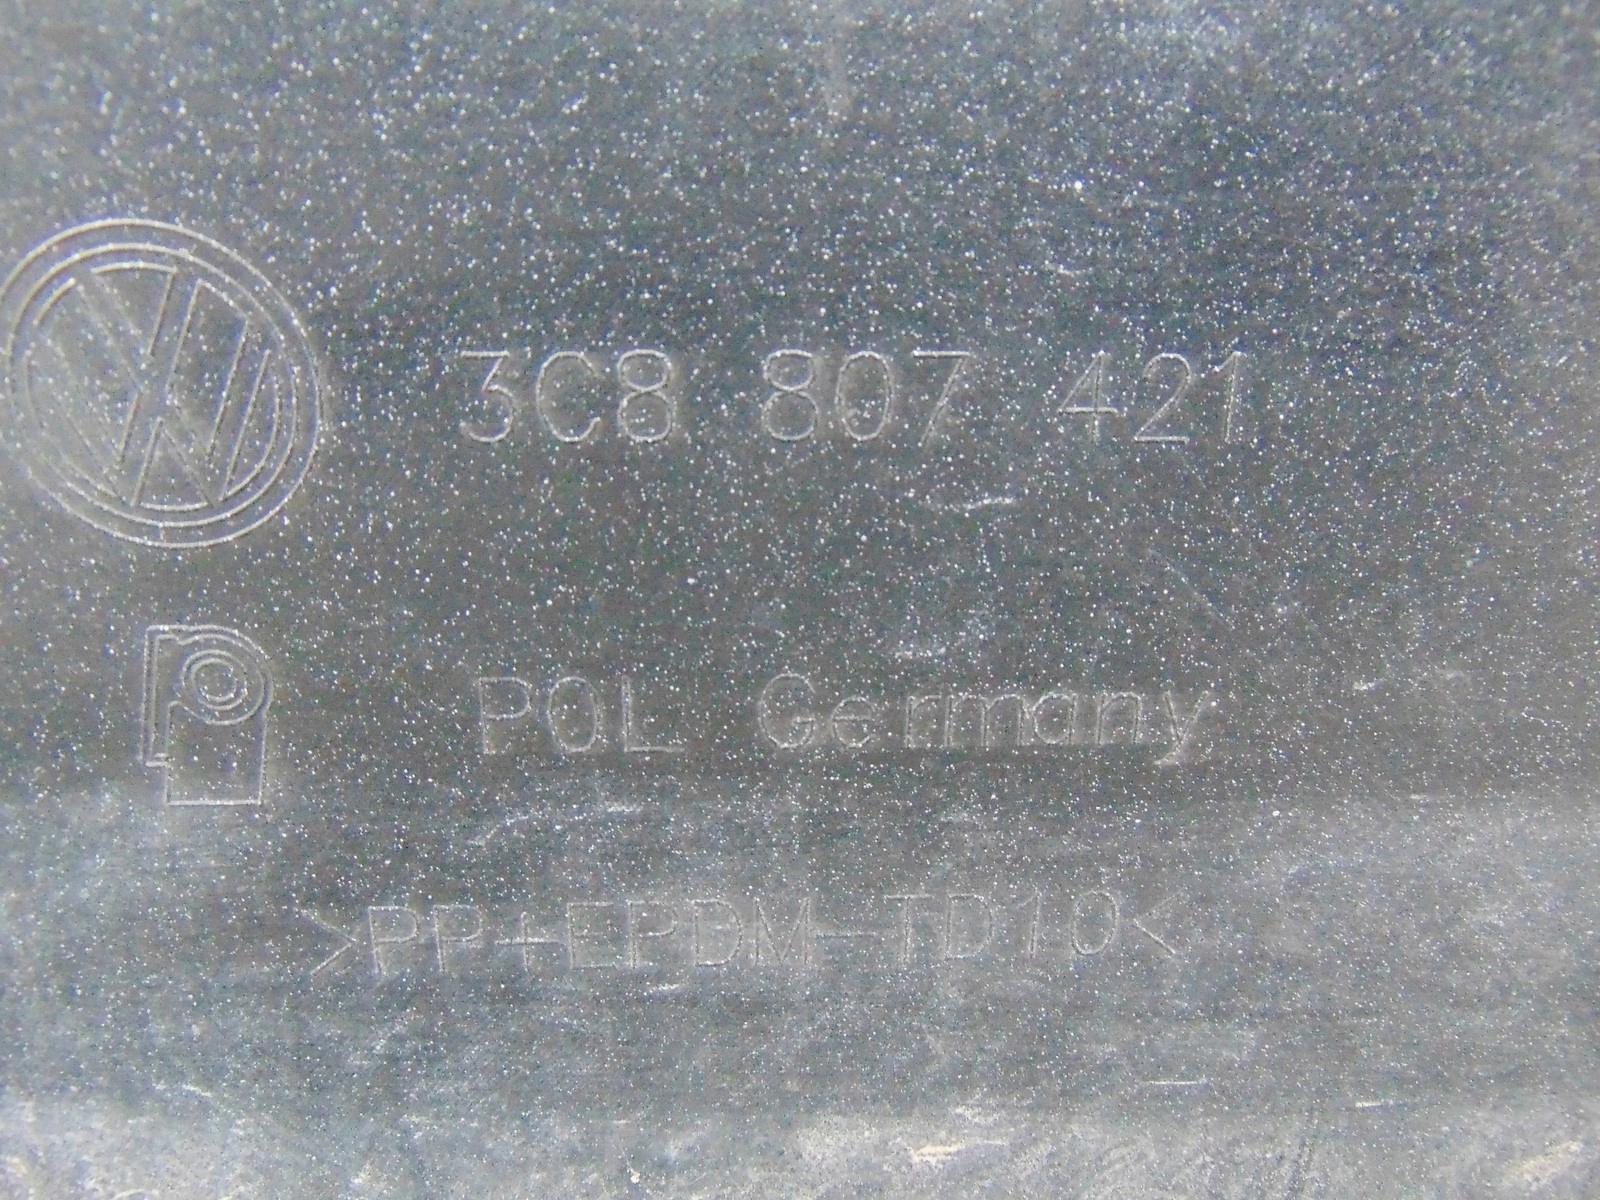 3C8 807 421
POL Germany
>PP+EPDM-TD10<